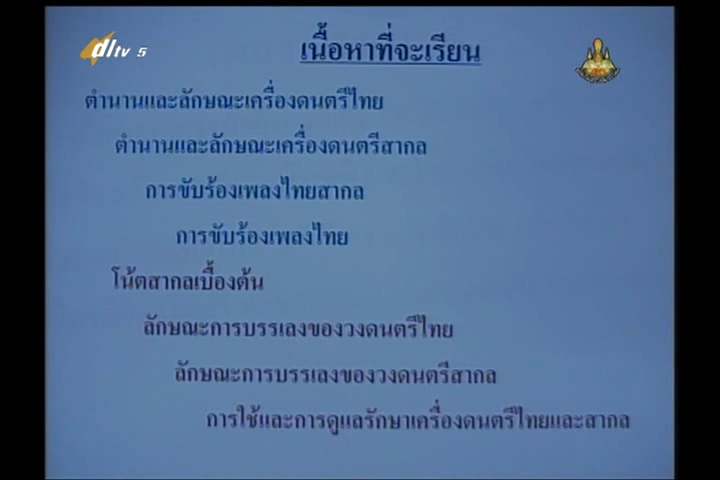 dltv 5
เนื้อหาที่จะเรียน
ตำนานและลักษณะเครื่องดนตรีไทย
ตำนานและลักษณะเครื่องดนตรีสากล
การขับร้องเพลงไทยสากล
การขับร้องเพลงไทย
โน้ตสากลเบื้องต้น
ลักษณะการบรรเลงของวงดนตรีไทย
ลักษณะการบรรเลงของวงดนตรีสากล
การใช้และการดูแลรักษาเครื่องดนตรีไทยและสากล